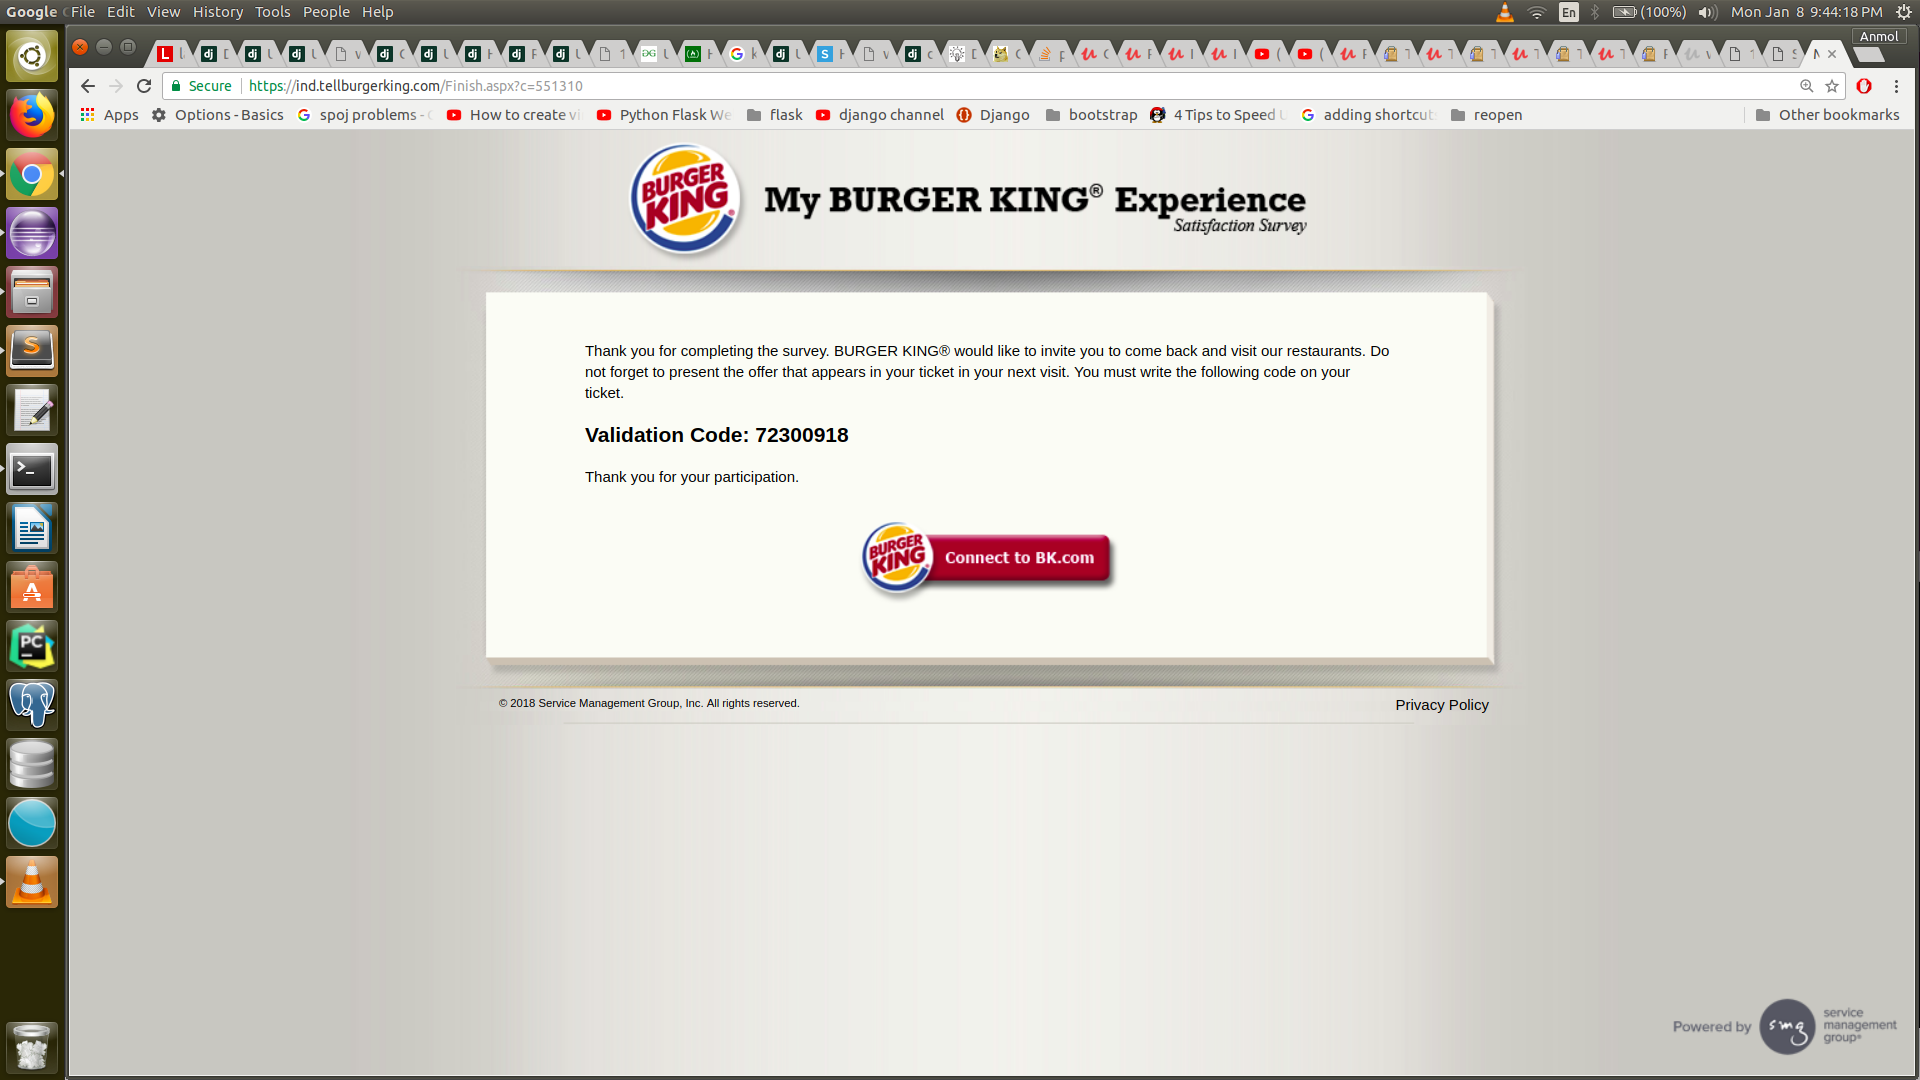 Google File Edit View History Tools People Help
En (100%) Mon Jan 8 9:44:18 PM
Anmol
Secure https://ind.tellburgerking.com/Finish.aspx?c=551310
Apps Options - Basics spoj problems - How to create vi Python Flask We flask django channel Django bootstrap 4 Tips to Speed adding shortcut reopen Other bookmarks
BURGER KING®
My BURGER KING® Experience
Satisfaction Survey
Thank you for completing the survey. BURGER KING® would like to invite you to come back and visit our restaurants. Do
not forget to present the offer that appears in your ticket in your next visit. You must write the following code on your
ticket.
Validation Code: 72300918
Thank you for your participation.
BURGER KING Connect to BK.com
© 2018 Service Management Group, Inc. All rights reserved.
Privacy Policy
Powered by smg service
management
group